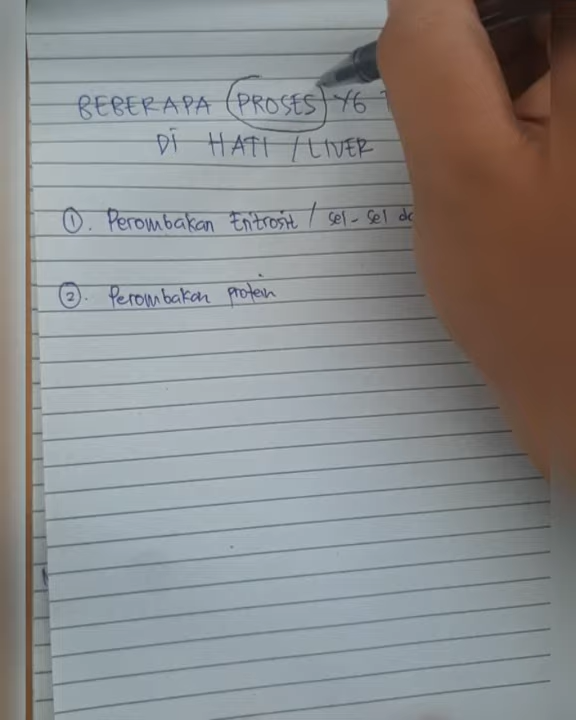 BEBERAPA PROSES YG
DI HATI / LIVER
①. Perombakan Eritrosit / sel-sel
②. Perombakan protein